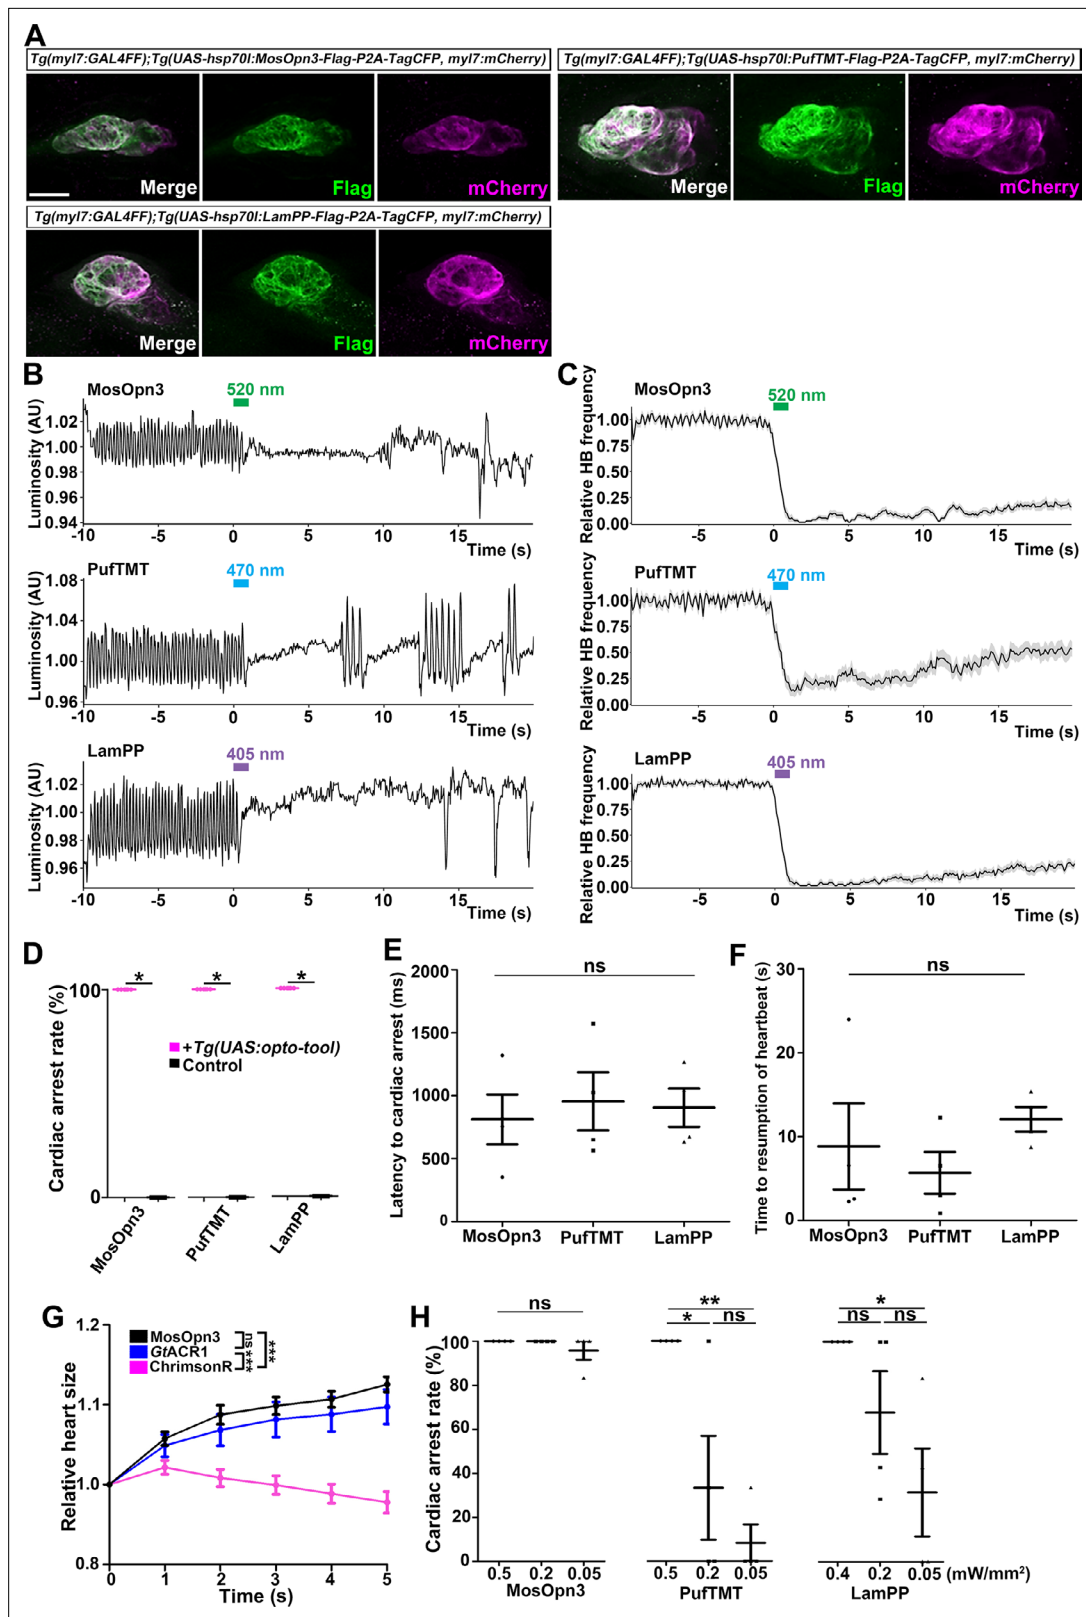 A
Tg(myl7:GAL4FF);Tg(UAS-hsp70l:MosOpn3-Flag-P2A-TagCFP, myl7:mCherry)
Merge
Flag
mCherry
Tg(myl7:GAL4FF);Tg(UAS-hsp70l:PufTMT-Flag-P2A-TagCFP, myl7:mCherry)
Merge
Flag
mCherry
Tg(myl7:GAL4FF);Tg(UAS-hsp70l:LamPP-Flag-P2A-TagCFP, myl7:mCherry)
Merge
Flag
mCherry
B
MosOpn3
520 nm
Luminosity (AU)
1.02
1.00
0.98
0.96
0.94
-10 -5 0 5 10 15
Time (s)
PufTMT
470 nm
Luminosity (AU)
1.08
1.04
1.00
0.96
-10 -5 0 5 10 15
Time (s)
LamPP
405 nm
Luminosity (AU)
1.02
1.00
0.98
0.96
-10 -5 0 5 10 15
Time (s)
C
MosOpn3
520 nm
Relative HB frequency
1.00
0.75
0.50
0.25
0.00
-5 0 5 10 15
Time (s)
PufTMT
470 nm
Relative HB frequency
1.00
0.75
0.50
0.25
0.00
-5 0 5 10 15
Time (s)
LamPP
405 nm
Relative HB frequency
1.00
0.75
0.50
0.25
0.00
-5 0 5 10 15
Time (s)
D
Cardiac arrest rate (%)
100
0
* * *
+Tg(UAS:opto-tool)
Control
MosOpn3 PufTMT LamPP
E
Latency to cardiac arrest (ms)
2000
1500
1000
500
0
ns
MosOpn3 PufTMT LamPP
F
Time to resumption of heartbeat (s)
30
20
10
0
ns
MosOpn3 PufTMT LamPP
G
Relative heart size
1.2
1.1
1.0
0.8
MosOpn3
GtACR1
ChrimsonR
ns
***
***
0 1 2 3 4 5
Time (s)
H
Cardiac arrest rate (%)
100
80
60
40
20
0
ns
**
* ns
*
ns ns
0.5 0.2 0.05
MosOpn3
0.5 0.2 0.05
PufTMT
0.4 0.2 0.05 (mW/mm²)
LamPP